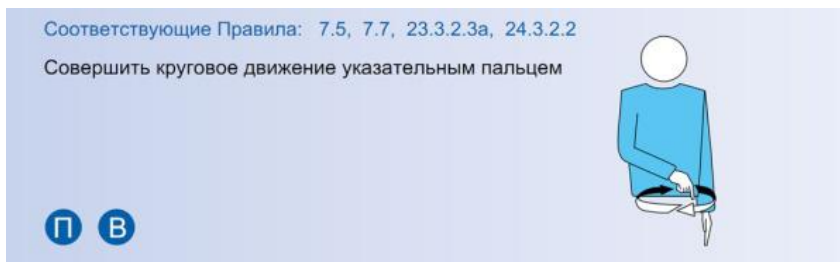 Соответствующие Правила: 7.5, 7.7, 23.3.2.3а, 24.3.2.2
Совершить круговое движение указательным пальцем
П В